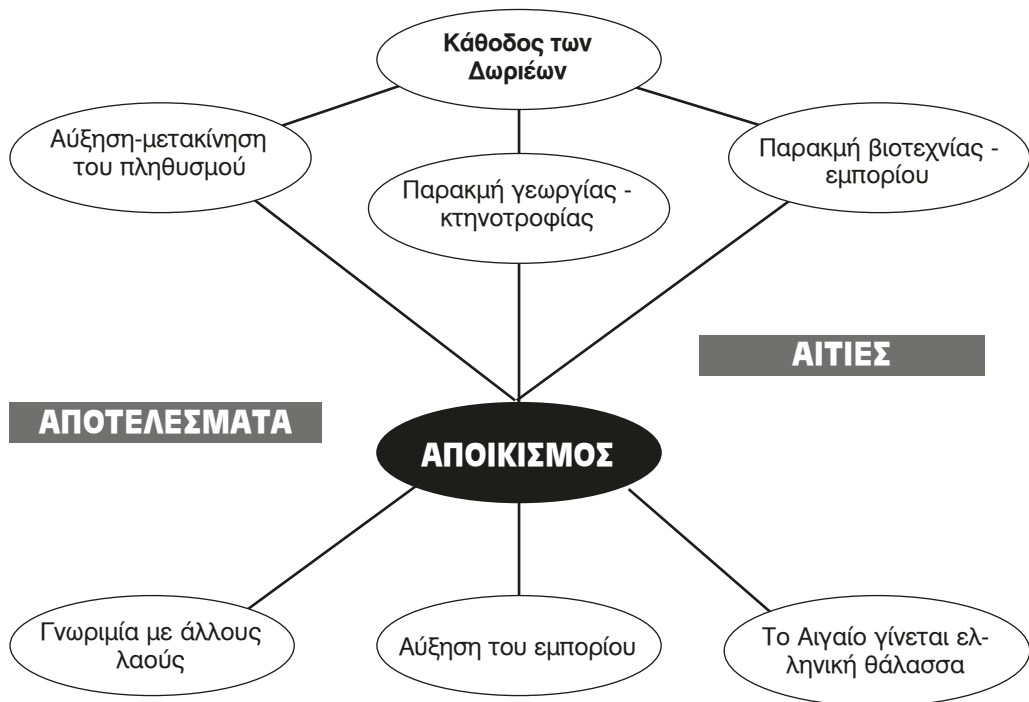 Κάθοδος των
Δωριέων
Αύξηση-μετακίνηση
του πληθυσμού
Παρακμή γεωργίας -
κτηνοτροφίας
Παρακμή βιοτεχνίας -
εμπορίου
ΑΙΤΙΕΣ
ΑΠΟΤΕΛΕΣΜΑΤΑ
ΑΠΟΙΚΙΣΜΟΣ
Γνωριμία με άλλους
λαούς
Αύξηση του εμπορίου
Το Αιγαίο γίνεται ελ-
ληνική θάλασσα